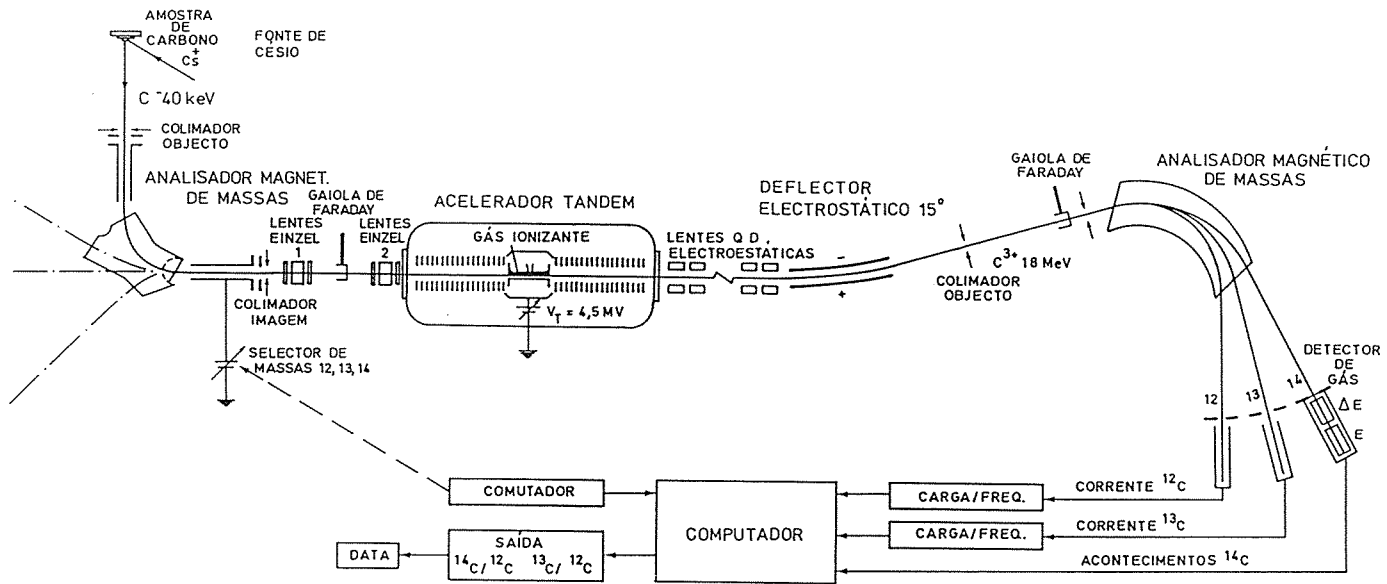 AMOSTRA
DE
CARBONO
FONTE DE
CÉSIO
Cs+
C⁻40 keV
COLIMADOR
OBJECTO
ANALISADOR MAGNET.
DE MASSAS
LENTES
EINZEL
1
GAIOLA DE
FARADAY
LENTES
EINZEL
2
COLIMADOR
IMAGEM
SELECTOR DE
MASSAS 12,13,14
ACELERADOR TANDEM
GÁS IONIZANTE
V_T = 4,5 MV
LENTES Q D.
ELECTROESTÁTICAS
DEFLECTOR
ELECTROSTÁTICO 15°
-
+
C³⁺ 18 MeV
COLIMADOR
OBJECTO
GAIOLA DE
FARADAY
ANALISADOR MAGNÉTICO
DE MASSAS
12
13
14
DETECTOR
DE
GÁS
ΔE
E
COMUTADOR
COMPUTADOR
CARGA/FREQ.
CORRENTE ¹²C
CARGA/FREQ.
CORRENTE ¹³C
ACONTECIMENTOS ¹⁴C
SAÍDA
¹⁴C/¹²C ¹³C/¹²C
DATA